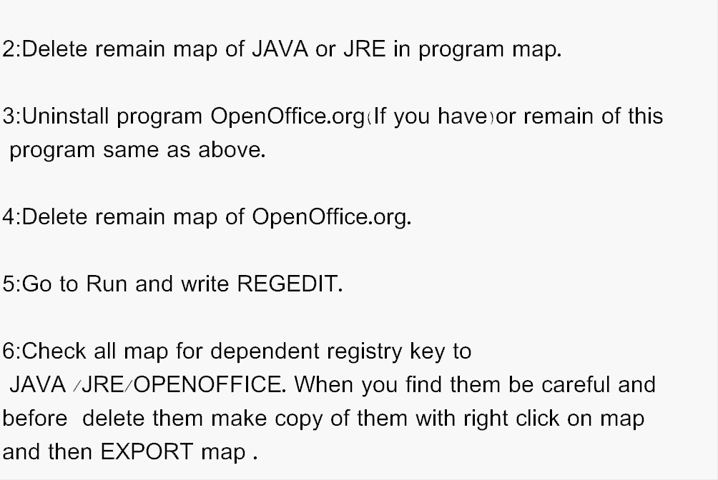 2:Delete remain map of JAVA or JRE in program map.
3:Uninstall program OpenOffice.org(If you have)or remain of this
program same as above.
4:Delete remain map of OpenOffice.org.
5:Go to Run and write REGEDIT.
6:Check all map for dependent registry key to
JAVA /JRE/OPENOFFICE. When you find them be careful and
before  delete them make copy of them with right click on map
and then EXPORT map .